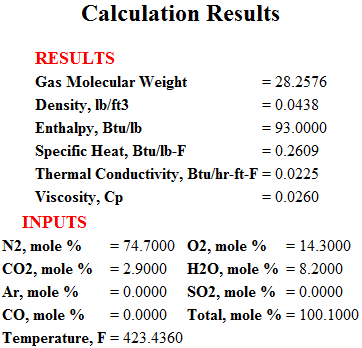 Calculation Results
RESULTS
Gas Molecular Weight = 28.2576
Density, lb/ft3 = 0.0438
Enthalpy, Btu/lb = 93.0000
Specific Heat, Btu/lb-F = 0.2609
Thermal Conductivity, Btu/hr-ft-F = 0.0225
Viscosity, Cp = 0.0260
INPUTS
N2, mole % = 74.7000 O2, mole % = 14.3000
CO2, mole % = 2.9000 H2O, mole % = 8.2000
Ar, mole % = 0.0000 SO2, mole % = 0.0000
CO, mole % = 0.0000 Total, mole % = 100.1000
Temperature, F = 423.4360